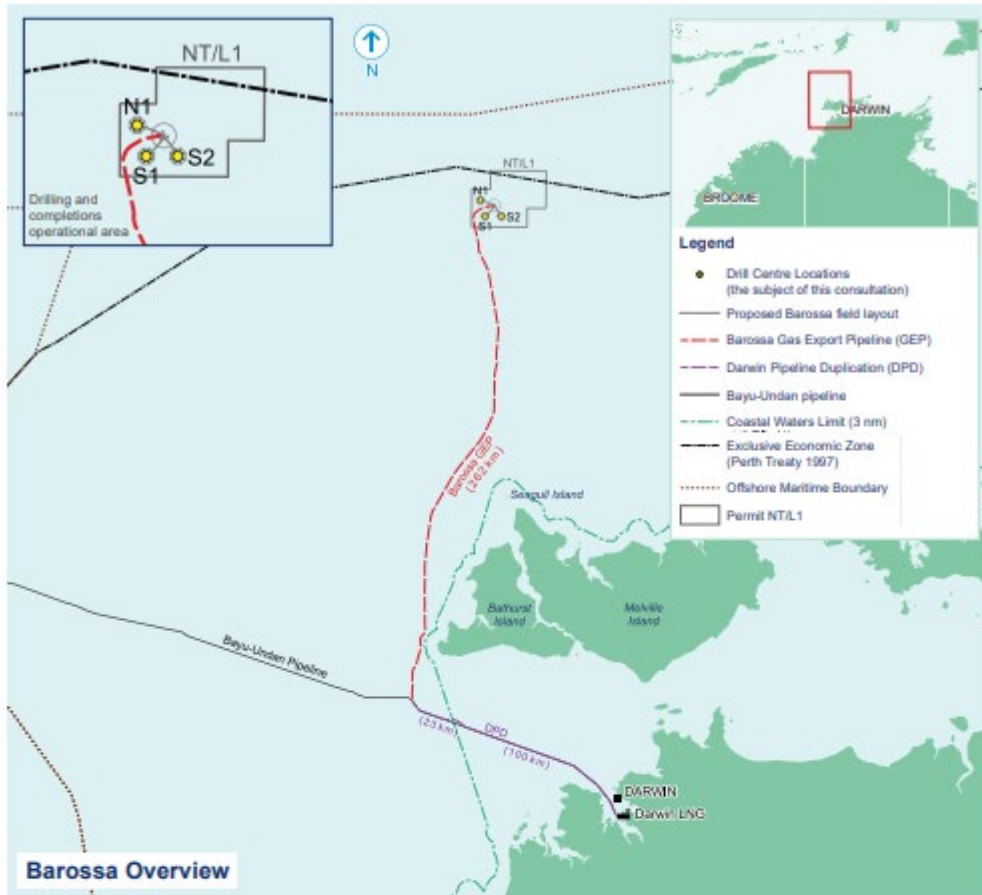 NT/L1
N1
S1
S2
Drilling and
completions
operational area
N
DARWIN
BROOME
NT/L1
N1
S1
S2
Legend
Drill Centre Locations
(the subject of this consultation)
Proposed Barossa field layout
Barossa Gas Export Pipeline (GEP)
Darwin Pipeline Duplication (DPD)
Bayu-Undan pipeline
Coastal Waters Limit (3 nm)
Exclusive Economic Zone
(Perth Treaty 1997)
Offshore Maritime Boundary
Permit NT/L1
Barossa GEP
(262 km)
Seagull Island
Bathurst
Island
Melville
Island
Bayu-Undan Pipeline
(23 km)
DPD
(100 km)
DARWIN
Darwin LNG
Barossa Overview